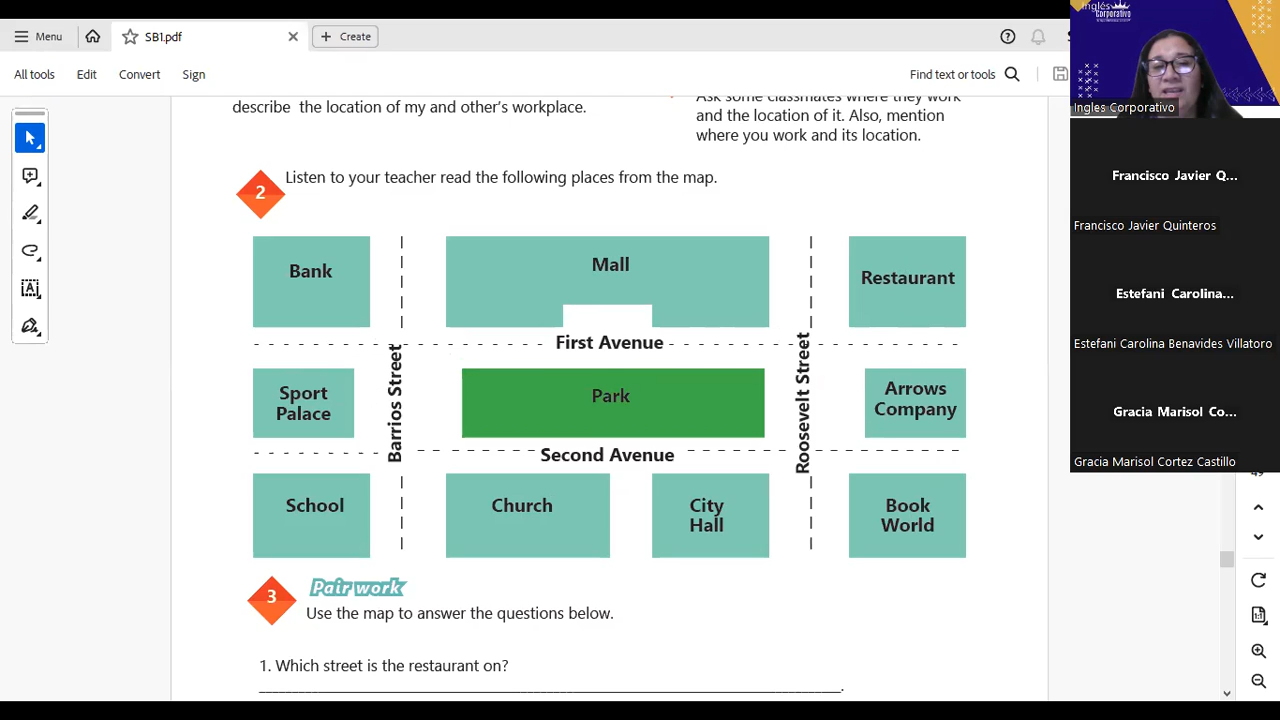 Menu
SB1.pdf
Create
All tools
Edit
Convert
Sign
Find text or tools
describe the location of my and other's workplace.
Ask some classmates where they work
and the location of it. Also, mention
where you work and its location.
2
Listen to your teacher read the following places from the map.
Bank
Mall
Restaurant
First Avenue
Sport
Palace
Barrios Street
Park
Roosevelt Street
Arrows
Company
Second Avenue
School
Church
City
Hall
Book
World
3
Pair work
Use the map to answer the questions below.
1. Which street is the restaurant on?
Inglés
corporativo
Ingles Corporativo
Francisco Javier Q...
Francisco Javier Quinteros
Estefani Carolina...
Estefani Carolina Benavides Villatoro
Gracia Marisol Co...
Gracia Marisol Cortez Castillo
1:1